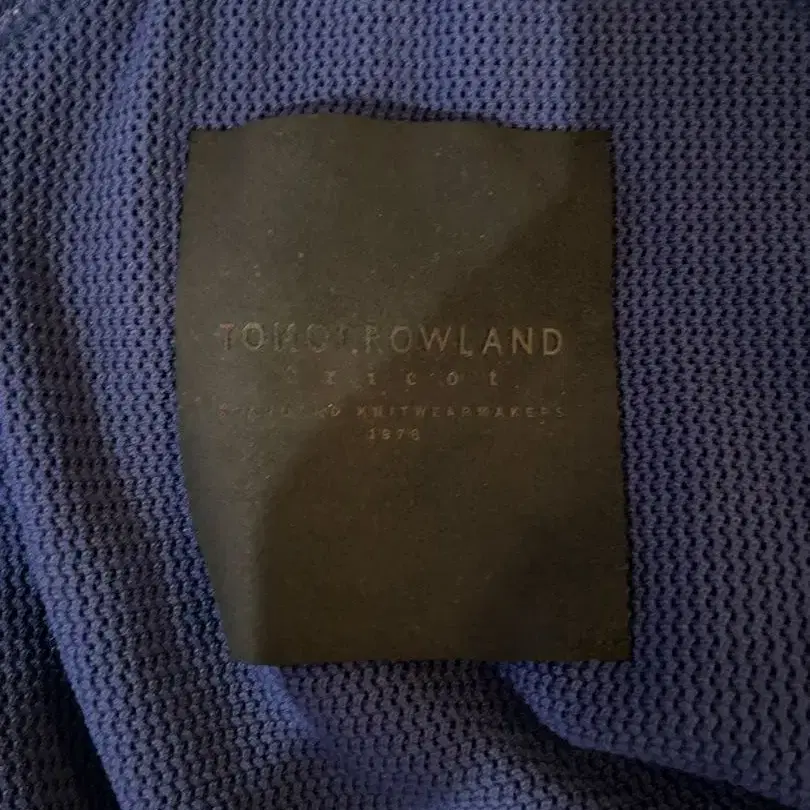 TOMORROWLAND
tricot
KNITWEARMAKERS
1978